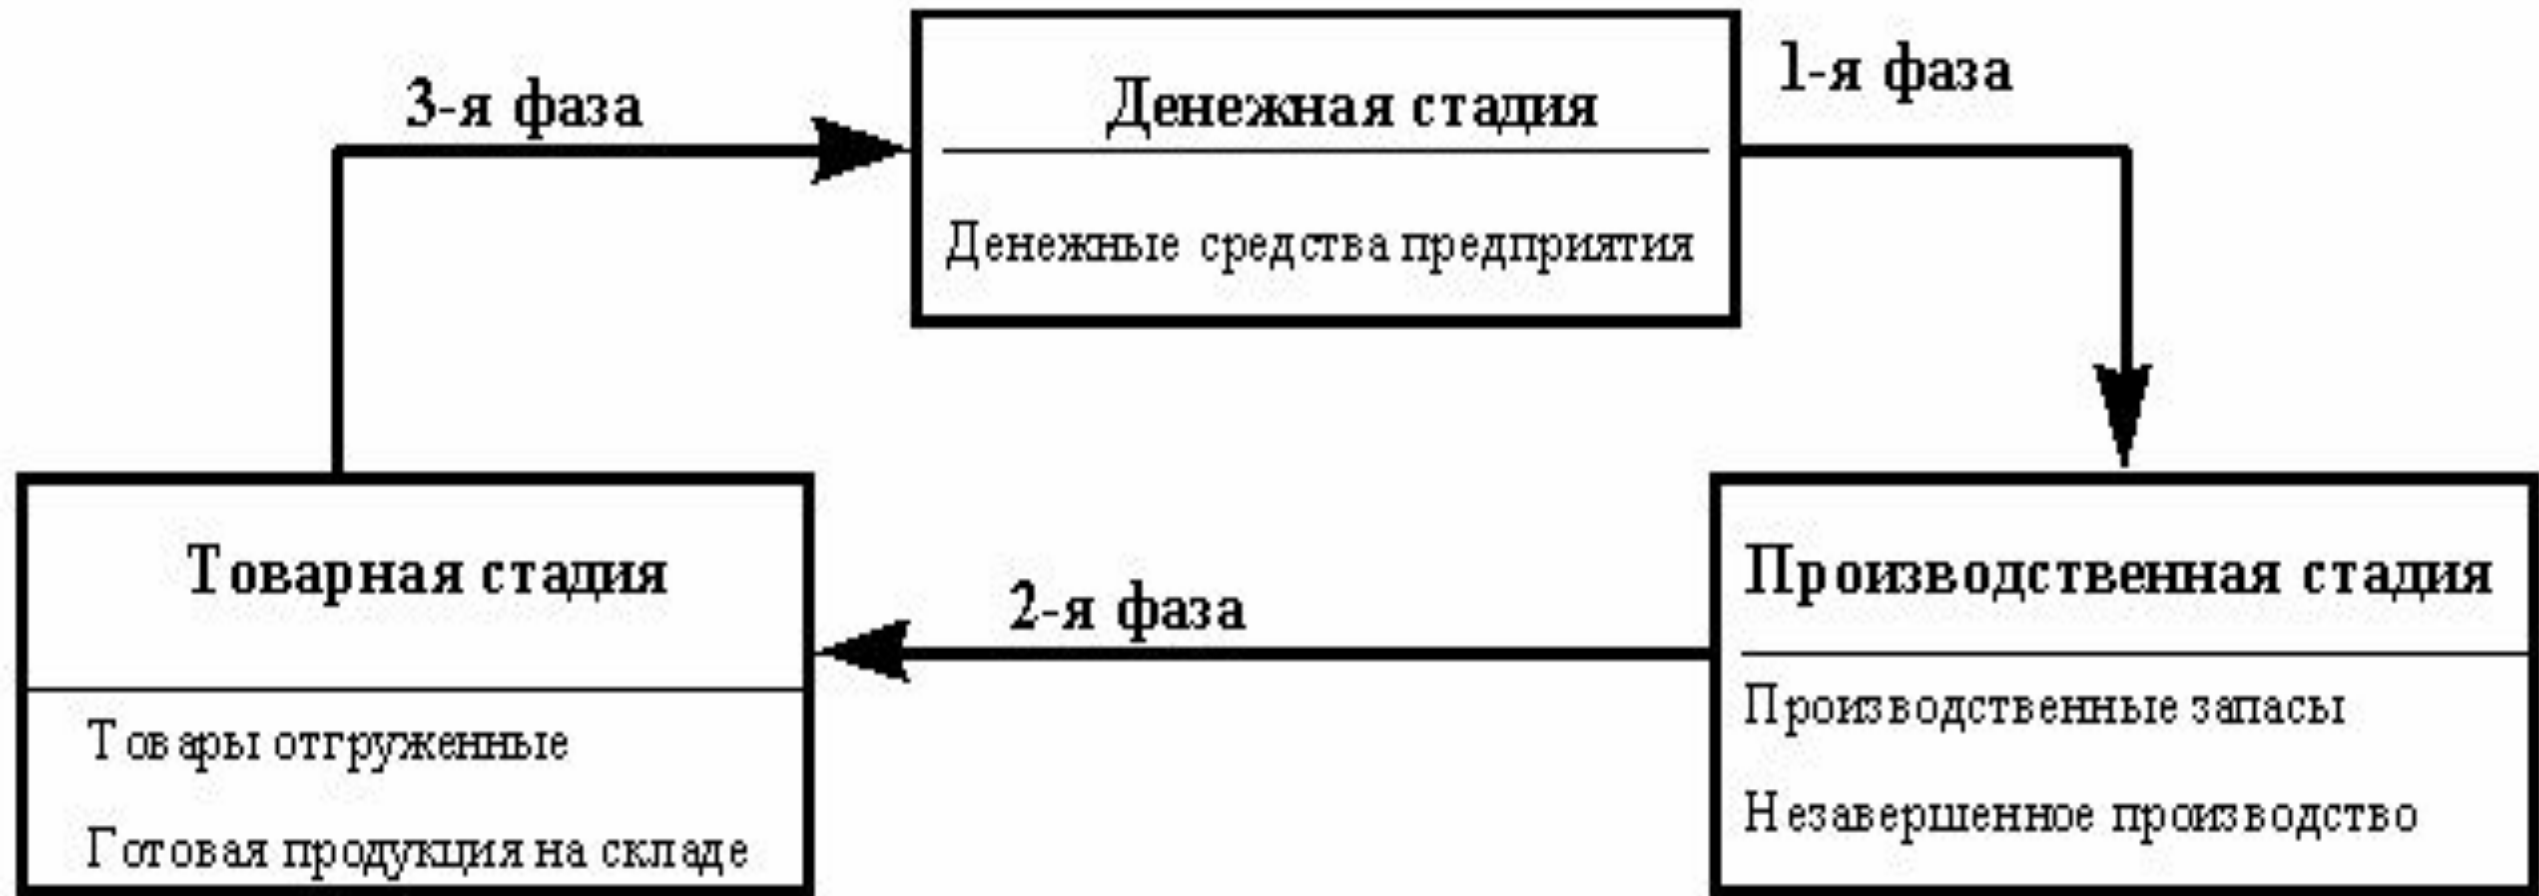 Денежная стадия
Денежные средства предприятия
1-я фаза
Производственная стадия
Производственные запасы
Незавершенное производство
2-я фаза
Товарная стадия
Товары отгруженные
Готовая продукция на складе
3-я фаза